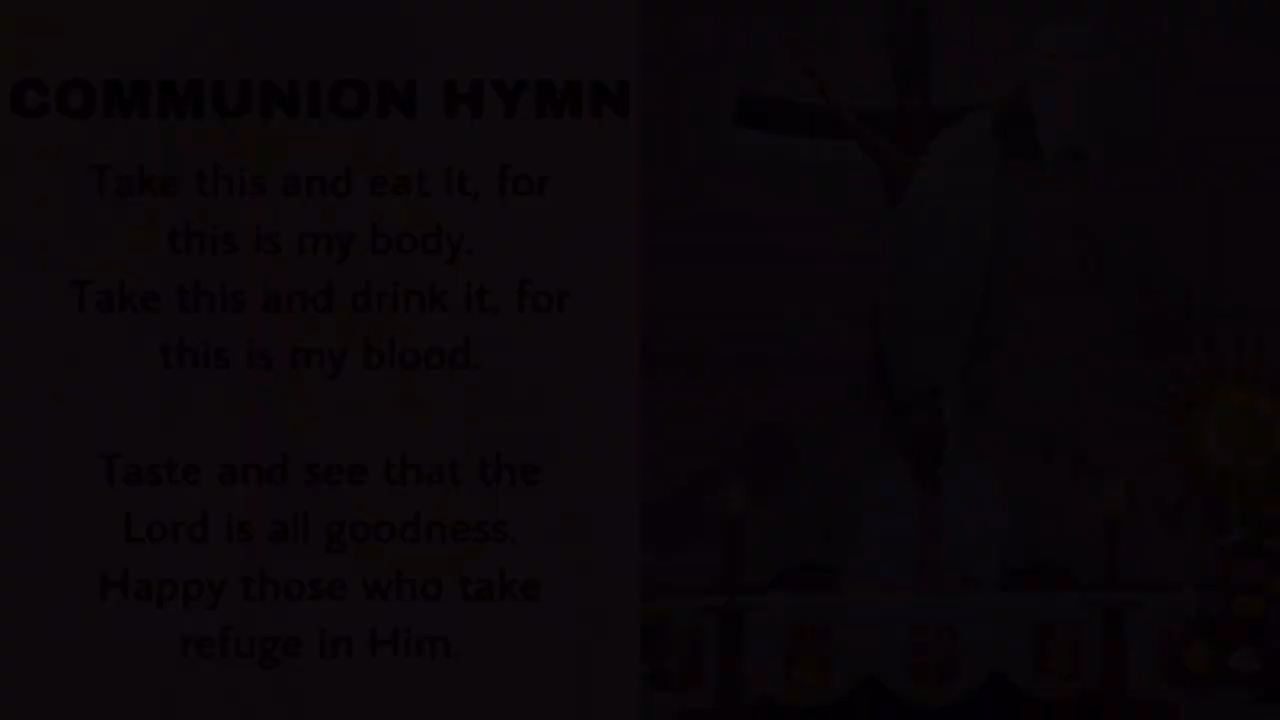 COMMUNION HYMN
Take this and eat it, for
this is my body.
Take this and drink it, for
this is my blood.
Taste and see that the
Lord is all goodness.
Happy those who take
refuge in Him.